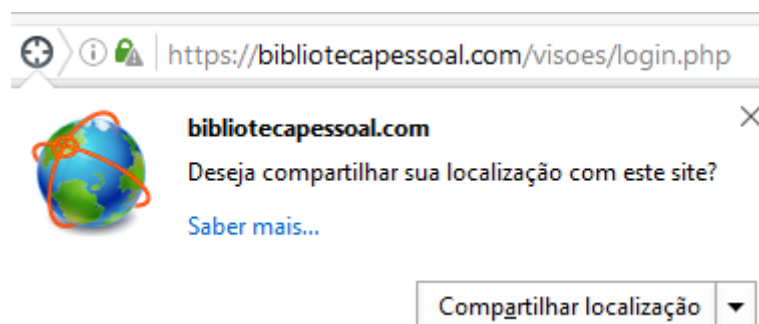 https://bibliotecapessoal.com/visoes/login.php
bibliotecapessoal.com
Deseja compartilhar sua localização com este site?
Saber mais...
Compartilhar localização